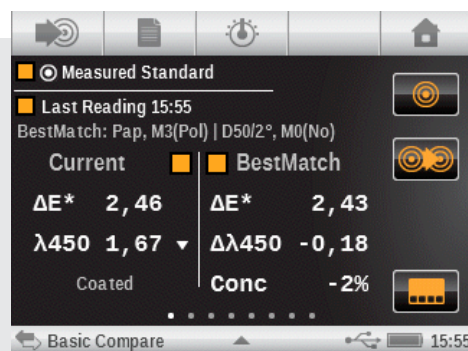 Measured Standard
Last Reading 15:55
BestMatch: Pap, M3(Pol) | D50/2°, M0(No)
Current
BestMatch
ΔE* 2,46
ΔE* 2,43
λ450 1,67 ▼
Δλ450 -0,18
Coated
Conc -2%
Basic Compare
15:55